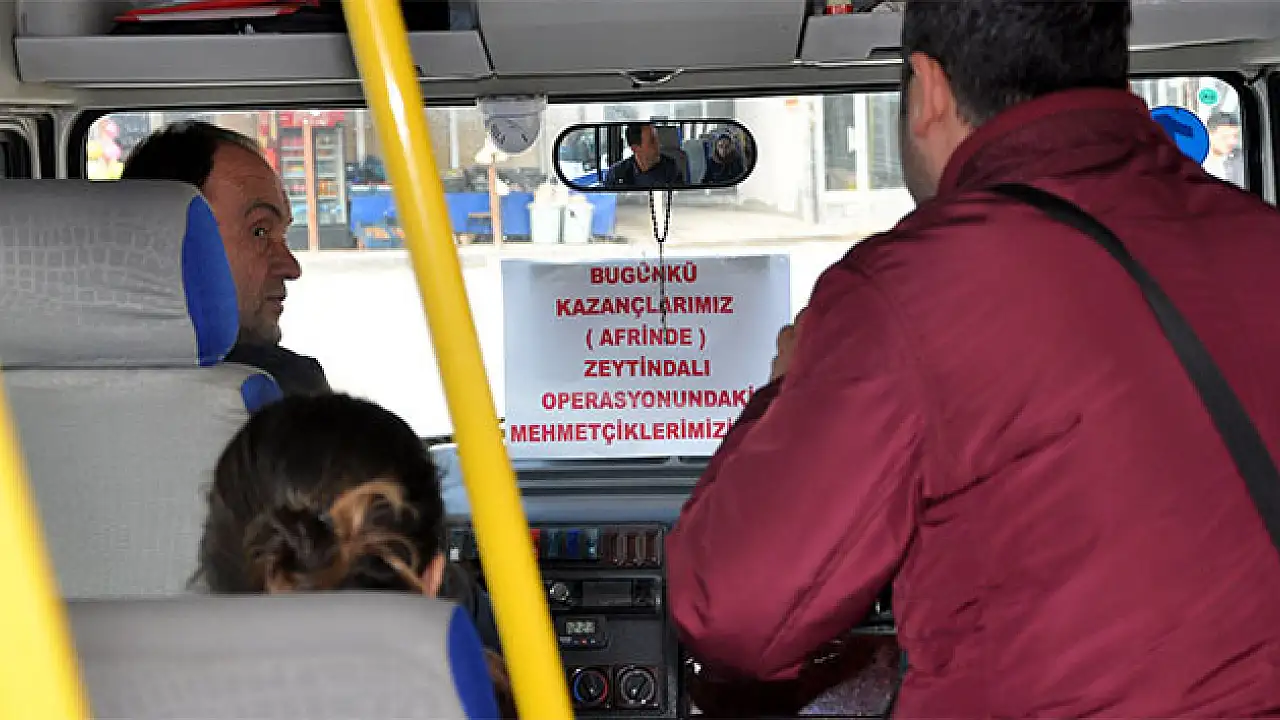 BUGÜNKÜ
KAZANÇLARIMIZ
( AFRİNDE )
ZEYTİNDALI
OPERASYONUNDAKİ
MEHMETÇİKLERİMİZ